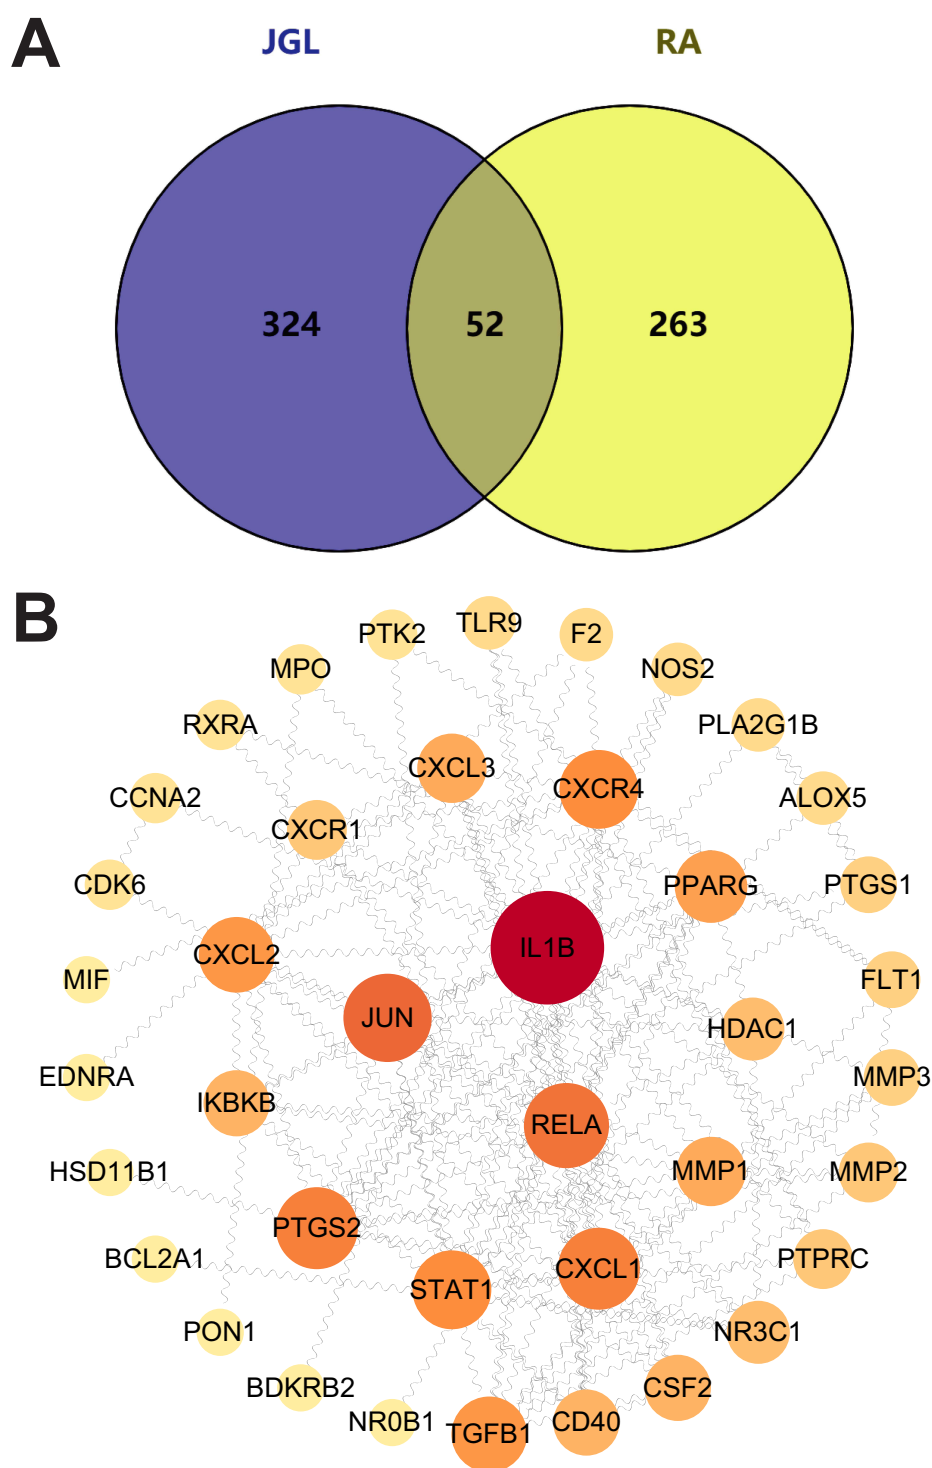 A
JGL RA
324 52 263
B
PTK2 TLR9 F2
MPO NOS2
RXRA PLA2G1B
CXCL3 CXCR4
CCNA2 CXCR1 ALOX5
CDK6 PPARG PTGS1
CXCL2 IL1B
MIF FLT1
JUN HDAC1
EDNRA MMP3
IKBKB RELA
HSD11B1 MMP1 MMP2
PTGS2
BCL2A1 CXCL1 PTPRC
STAT1
PON1 NR3C1
BDKRB2 CSF2
NR0B1 TGFB1 CD40